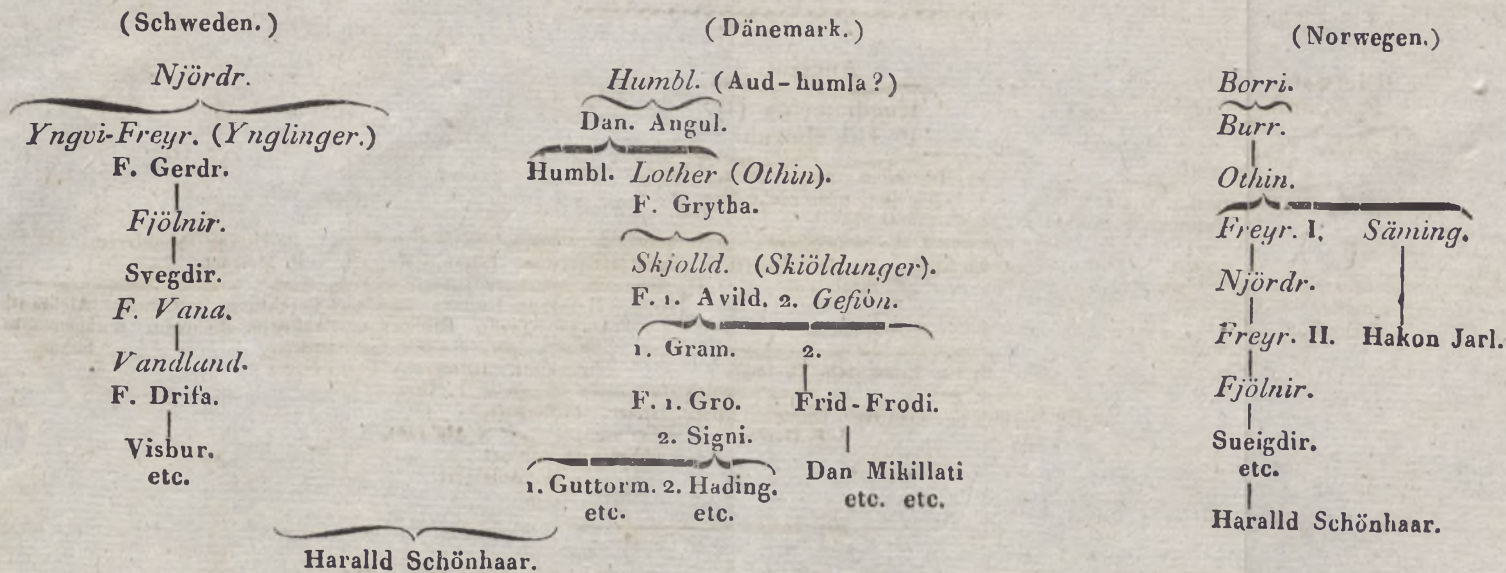 (Schweden.)
Njördr.
Yngvi-Freyr. (Ynglinger.)
F. Gerdr.
Fjölnir.
Svegdir.
F. Vana.
Vandland.
F. Drifa.
Visbur.
etc.
(Dänemark.)
Humbl. (Aud-humla?)
Dan. Angul.
Humbl. Lother (Othin).
F. Grytha.
Skjolld. (Skiöldunger).
F. 1. Avild. 2. Gefión.
1. Gram. 2.
F. 1. Gro. Frid-Frodi.
2. Signi.
1. Guttorm. 2. Hading. Dan Mikillati
etc. etc. etc. etc.
Haralld Schönhaar.
(Norwegen.)
Borri.
Burr.
Othin.
Freyr. I. Säming.
Njördr.
Freyr. II. Hakon Jarl.
Fjölnir.
Sueigdir.
etc.
Haralld Schönhaar.